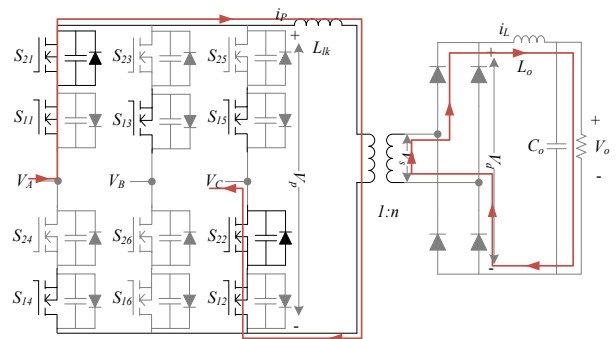 i_P
i_L
S_21
S_23
S_25
+
L_lk
+
L_o
S_11
S_13
S_15
V_p
V_s
V_d
C_o
+
V_o
-
V_A
V_B
V_C
1:n
S_24
S_26
S_22
-
S_14
S_16
S_12
-